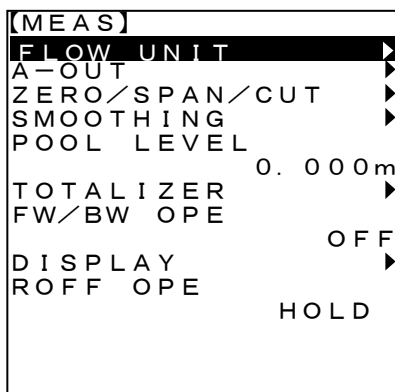 【MEAS】
FLOW UNIT ▶
A－OUT ▶
ZERO／SPAN／CUT ▶
SMOOTHING ▶
POOL LEVEL
0. 000m
TOTALIZER ▶
FW／BW OPE
OFF
DISPLAY ▶
ROFF OPE
HOLD